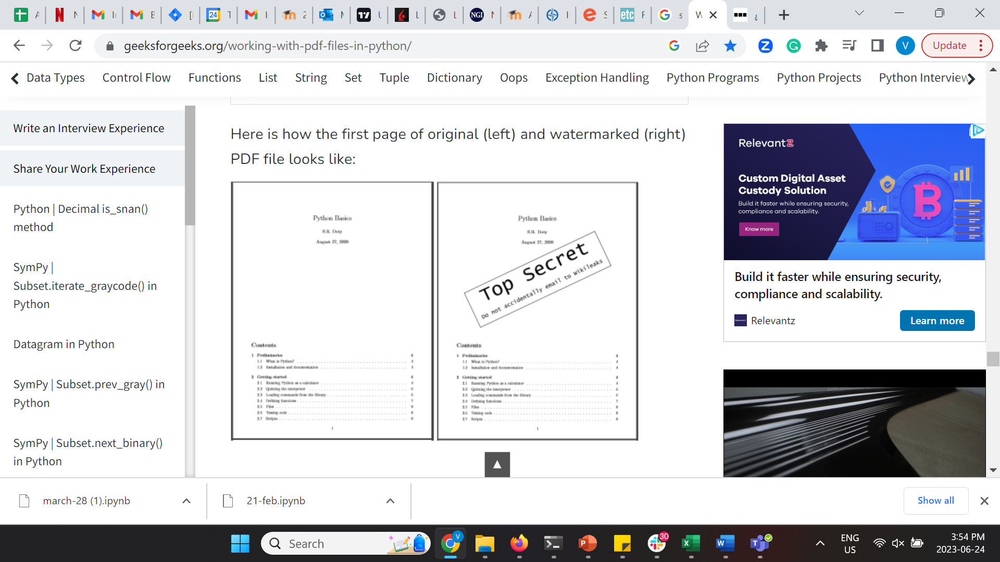 geeksforgeeks.org/working-with-pdf-files-in-python/
Update
V
Data Types Control Flow Functions List String Set Tuple Dictionary Oops Exception Handling Python Programs Python Projects Python Interview
Write an Interview Experience
Share Your Work Experience
Python | Decimal is_snan()
method
SymPy |
Subset.iterate_graycode() in
Python
Datagram in Python
SymPy | Subset.prev_gray() in
Python
SymPy | Subset.next_binary()
in Python
Here is how the first page of original (left) and watermarked (right)
PDF file looks like:
Python Basics
S.R. Doty
August 27, 2008
Contents
1 Preliminaries 4
1.1 What is Python? 4
1.2 Installation and documentation 4
2 Getting started 4
2.1 Running Python as a calculator 4
2.2 Quitting the interpreter 6
2.3 Loading commands from the library 6
2.4 Defining functions 7
2.5 Files 8
2.6 Testing code 8
2.7 Scripts 8
1
Python Basics
S.R. Doty
August 27, 2008
Top Secret
Do not accidentally email to wikileaks
Contents
1 Preliminaries 4
1.1 What is Python? 4
1.2 Installation and documentation 4
2 Getting started 4
2.1 Running Python as a calculator 4
2.2 Quitting the interpreter 6
2.3 Loading commands from the library 6
2.4 Defining functions 7
2.5 Files 8
2.6 Testing code 8
2.7 Scripts 8
1
RelevantZ
Custom Digital Asset
Custody Solution
Build it faster while ensuring security,
compliance and scalability.
Know more
Build it faster while ensuring security,
compliance and scalability.
Relevantz
Learn more
march-28 (1).ipynb
21-feb.ipynb
Show all
Search
30
ENG
US
3:54 PM
2023-06-24